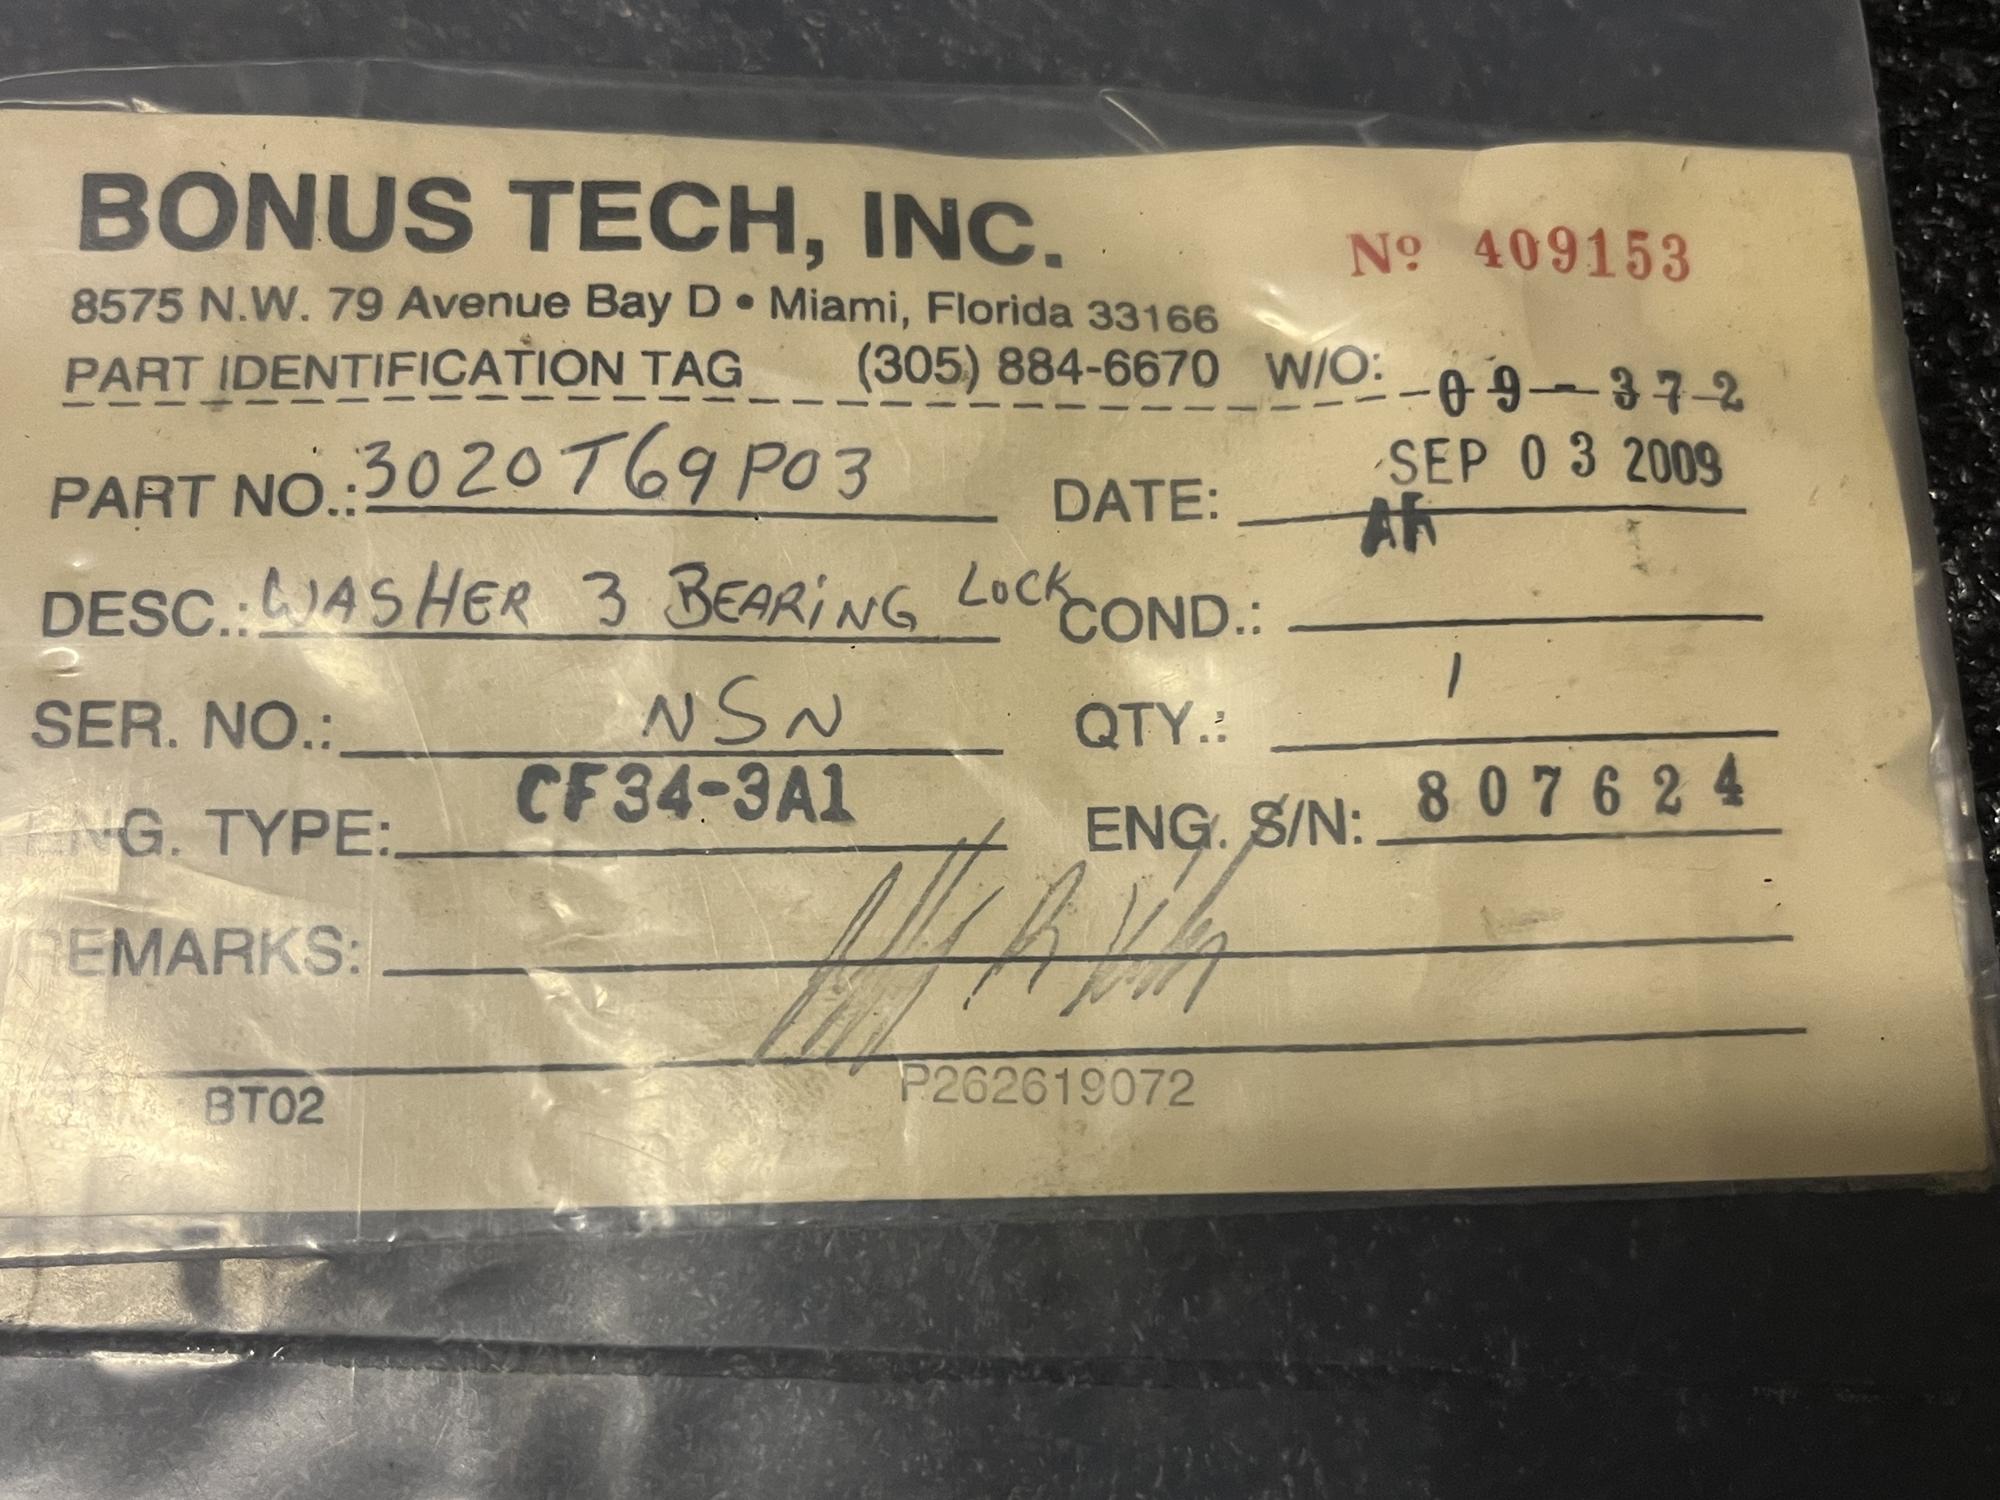 BONUS TECH, INC.
Nº 409153
8575 N.W. 79 Avenue Bay D • Miami, Florida 33166
PART IDENTIFICATION TAG (305) 884-6670 W/O: 09-372
PART NO.: 3020T69P03 DATE: SEP 03 2009
AR
DESC.: WASHER 3 BEARING LOCK COND.:
SER. NO.: NSN QTY.: 1
ENG. TYPE: CF34-3A1 ENG. S/N: 807624
REMARKS:
BT02 P262619072